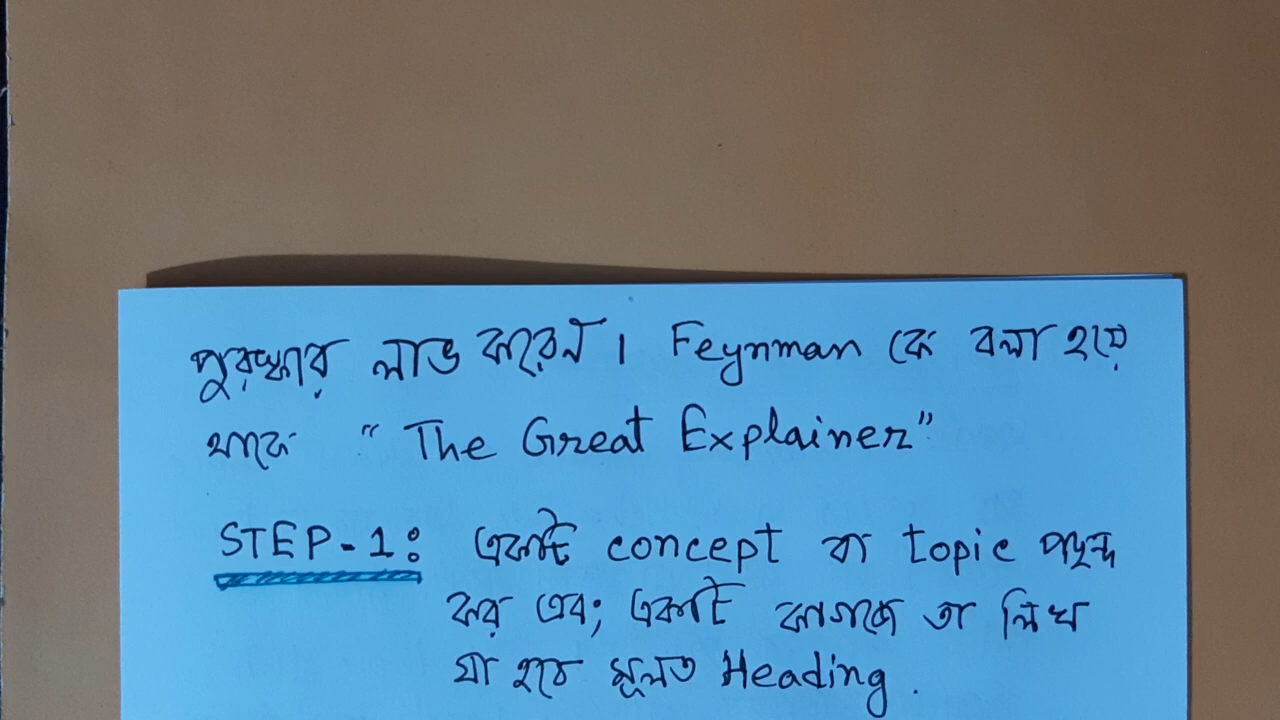 পুরস্কার লাভ করেন। Feynman কে বলা হয়ে
থাকে “The Great Explainer”
STEP-1: একটি concept বা topic পছন্দ
কর এবং একটি কাগজে তা লিখ
যা হবে মূলত Heading.